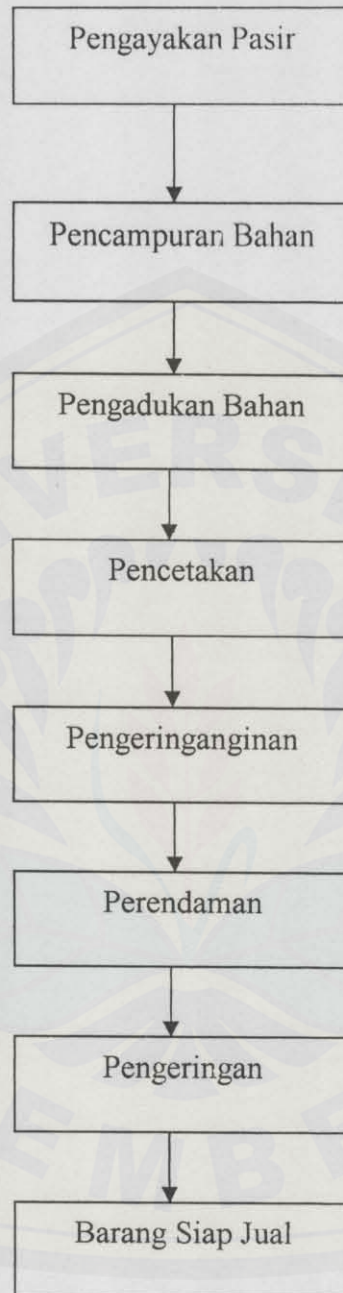 Pengayakan Pasir
Pencampuran Bahan
Pengadukan Bahan
Pencetakan
Pengeringanginan
Perendaman
Pengeringan
Barang Siap Jual